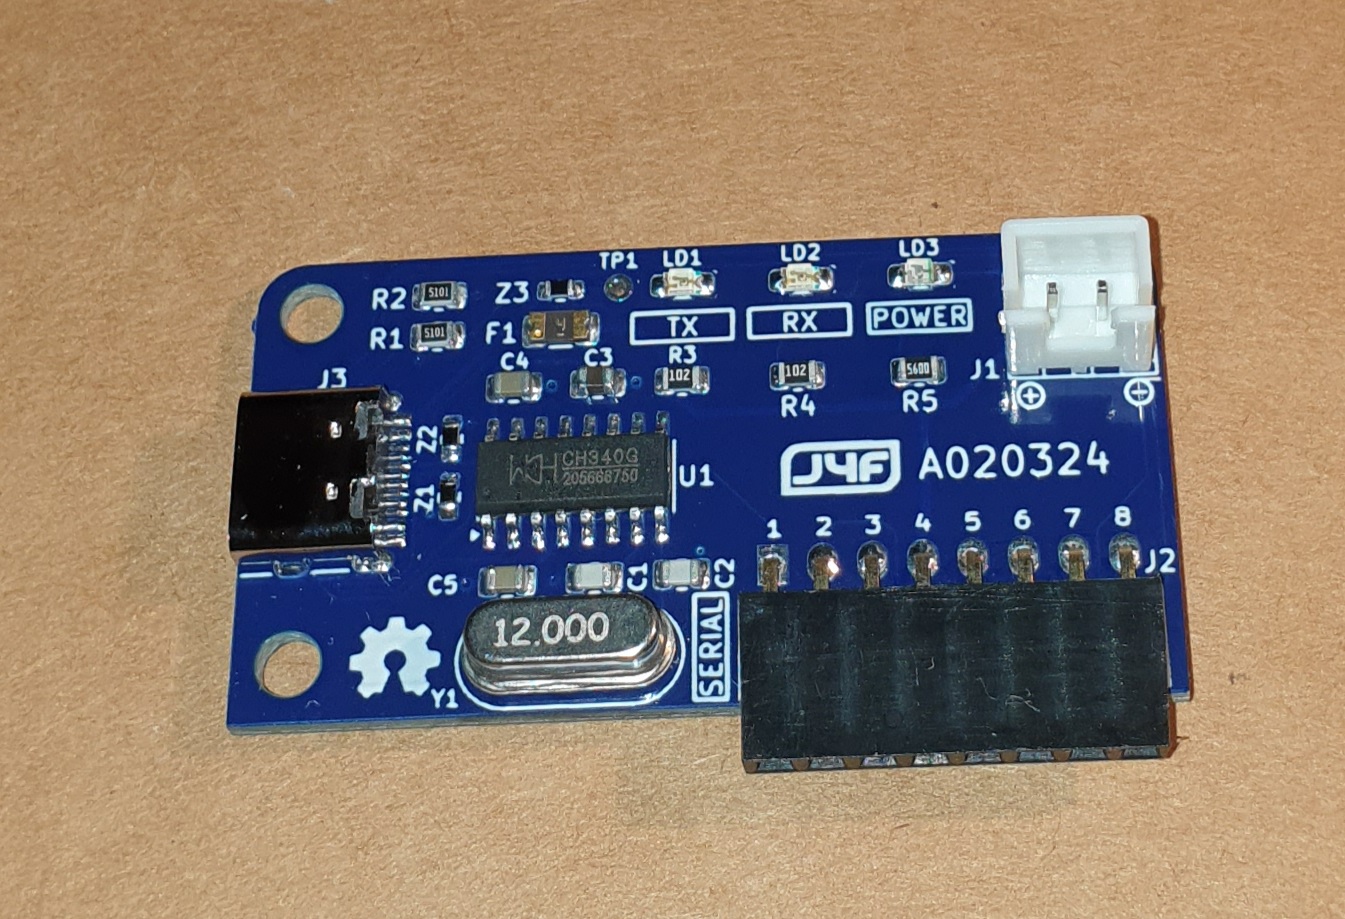 TP1
LD1
LD2
LD3
R2
5101
Z3
R1
5101
F1
4
TX
RX
POWER
J3
C4
C3
R3
102
102
R4
5600
R5
J1
+
-
Z2
Z1
CH340G
205668750
U1
J4F
A020324
1 2 3 4 5 6 7 8
J2
C5
C1
C2
12.000
Y1
SERIAL